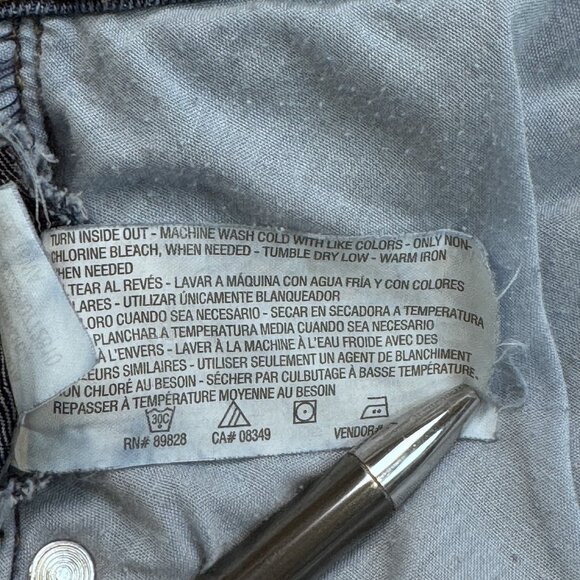 TURN INSIDE OUT - MACHINE WASH COLD WITH LIKE COLORS - ONLY NON-
CHLORINE BLEACH, WHEN NEEDED - TUMBLE DRY LOW - WARM IRON
WHEN NEEDED
TEAR AL REVÉS - LAVAR A MÁQUINA CON AGUA FRÍA Y CON COLORES
LARES - UTILIZAR ÚNICAMENTE BLANQUEADOR
LORO CUANDO SEA NECESARIO - SECAR EN SECADORA A TEMPERATURA
PLANCHAR A TEMPERATURA MEDIA CUANDO SEA NECESARIO
À L'ENVERS - LAVER À LA MACHINE À L'EAU FROIDE AVEC DES
LEURS SIMILAIRES - UTILISER SEULEMENT UN AGENT DE BLANCHIMENT
NON CHLORÉ AU BESOIN - SÉCHER PAR CULBUTAGE À BASSE TEMPÉRATURE-
REPASSER À TEMPÉRATURE MOYENNE AU BESOIN
30C
RN# 89828 CA# 08349 VENDOR#